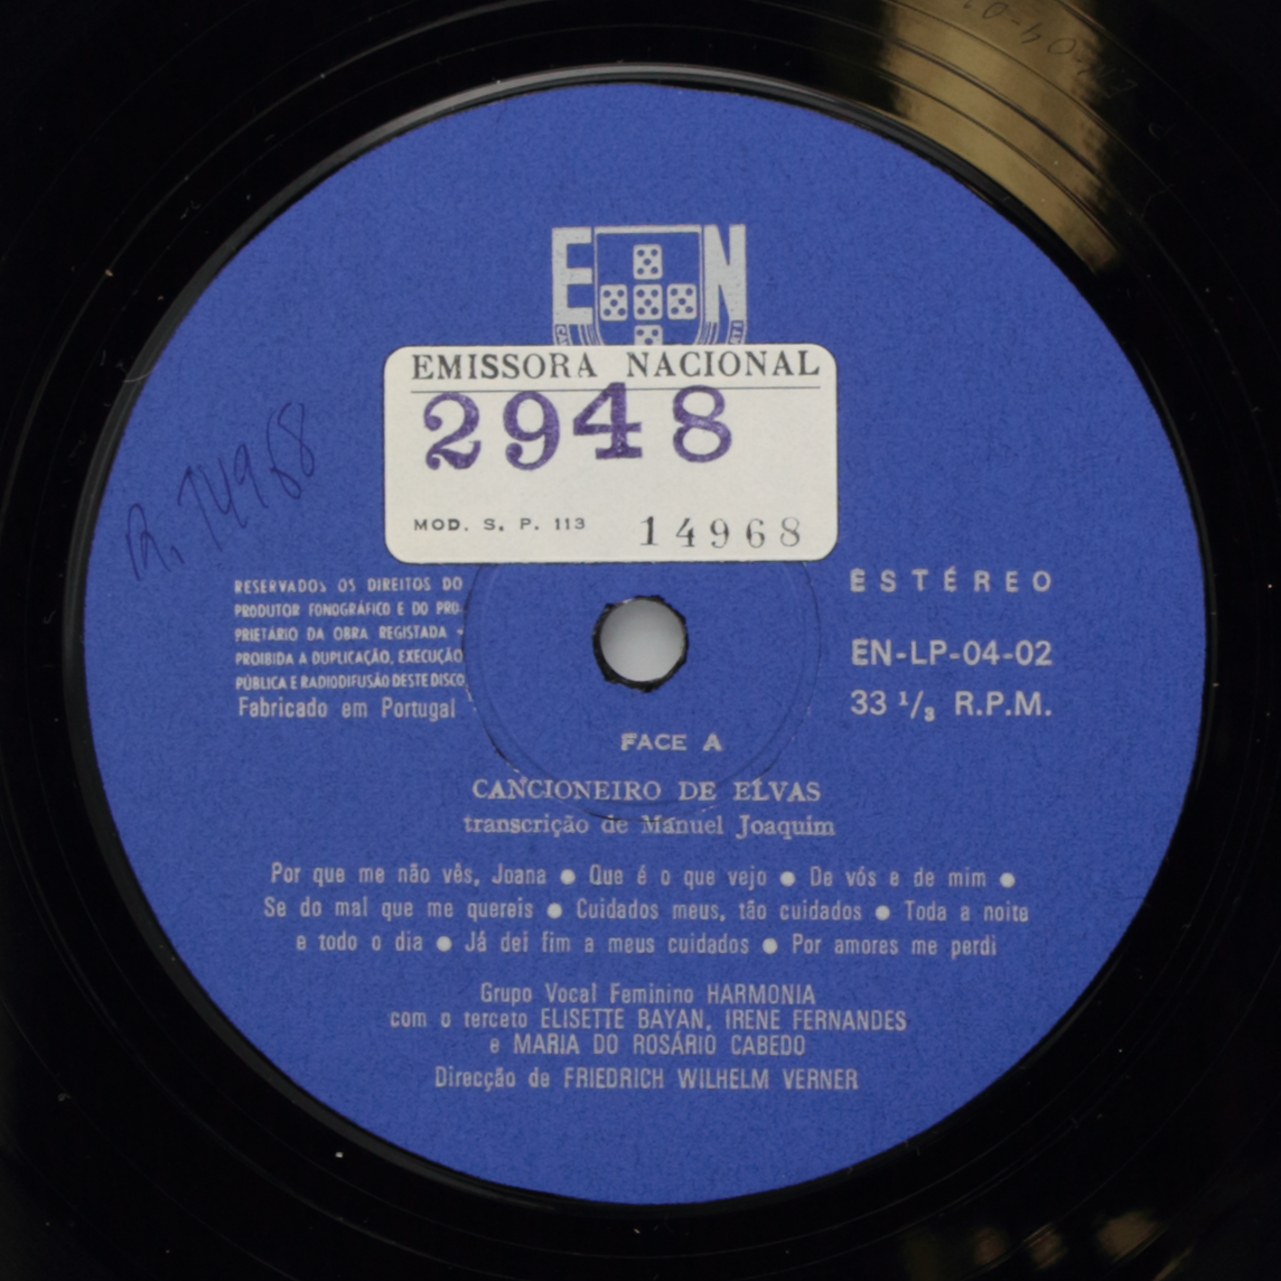 E N
EMISSORA NACIONAL
2948
MOD. S. P. 113 14968
R. 14968
RESERVADOS OS DIREITOS DO
PRODUTOR FONOGRÁFICO E DO PRO-
PRIETÁRIO DA OBRA REGISTADA -
PROIBIDA A DUPLICAÇÃO, EXECUÇÃO
PÚBLICA E RADIODIFUSÃO DESTE DISCO
Fabricado em Portugal
ESTÉREO
EN-LP-04-02
33 1/3 R.P.M.
FACE A
CANCIONEIRO DE ELVAS
transcrição de Manuel Joaquim
Por que me não vês, Joana ● Que é o que vejo ● De vós e de mim ●
Se do mal que me quereis ● Cuidados meus, tão cuidados ● Toda a noite
e todo o dia ● Já dei fim a meus cuidados ● Por amores me perdi
Grupo Vocal Feminino HARMONIA
com o terceto ELISETTE BAYAN, IRENE FERNANDES
e MARIA DO ROSÁRIO CABEDO
Direcção de FRIEDRICH WILHELM VERNER